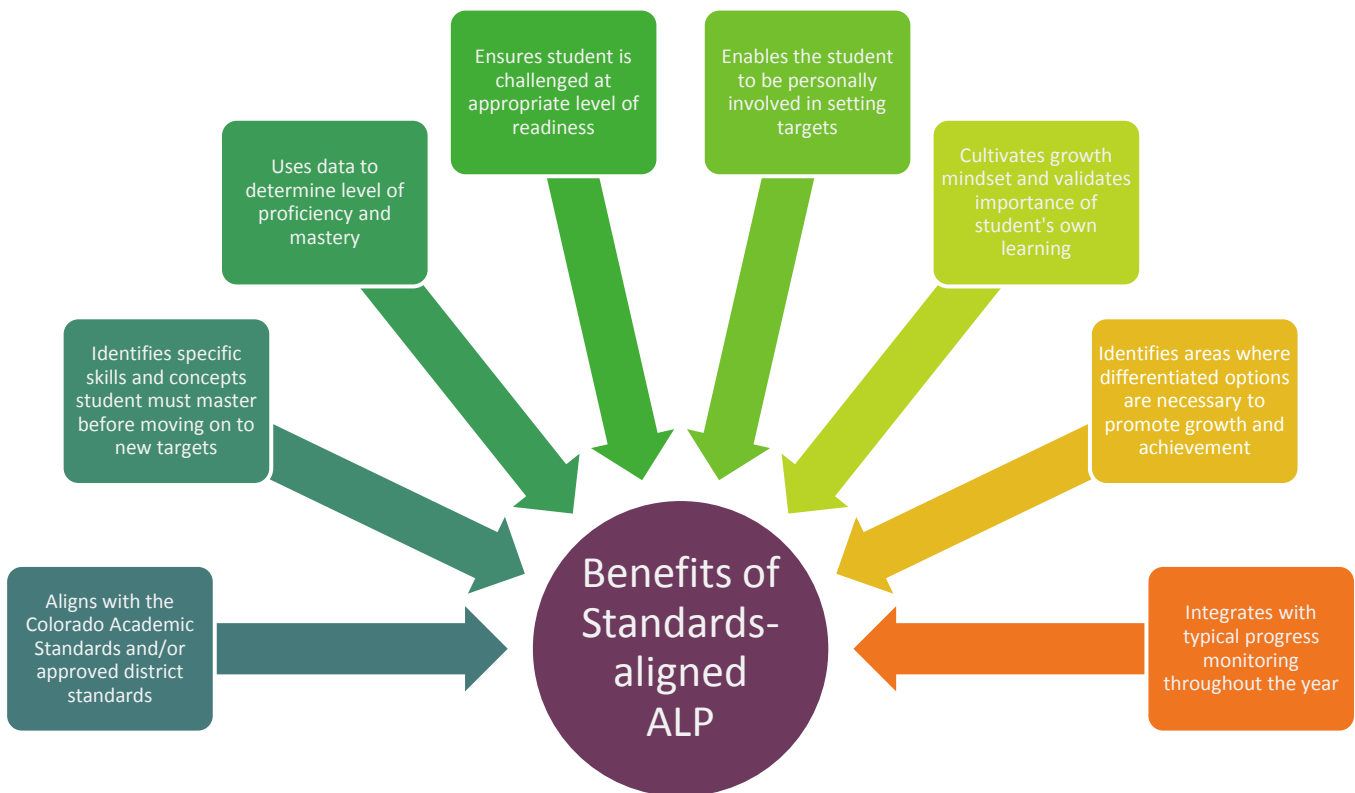 Aligns with the
Colorado Academic
Standards and/or
approved district
standards
Identifies specific
skills and concepts
student must master
before moving on to
new targets
Uses data to
determine level of
proficiency and
mastery
Ensures student is
challenged at
appropriate level of
readiness
Enables the student
to be personally
involved in setting
targets
Cultivates growth
mindset and validates
importance of
student's own
learning
Identifies areas where
differentiated options
are necessary to
promote growth and
achievement
Integrates with
typical progress
monitoring
throughout the year
Benefits of
Standards-
aligned
ALP